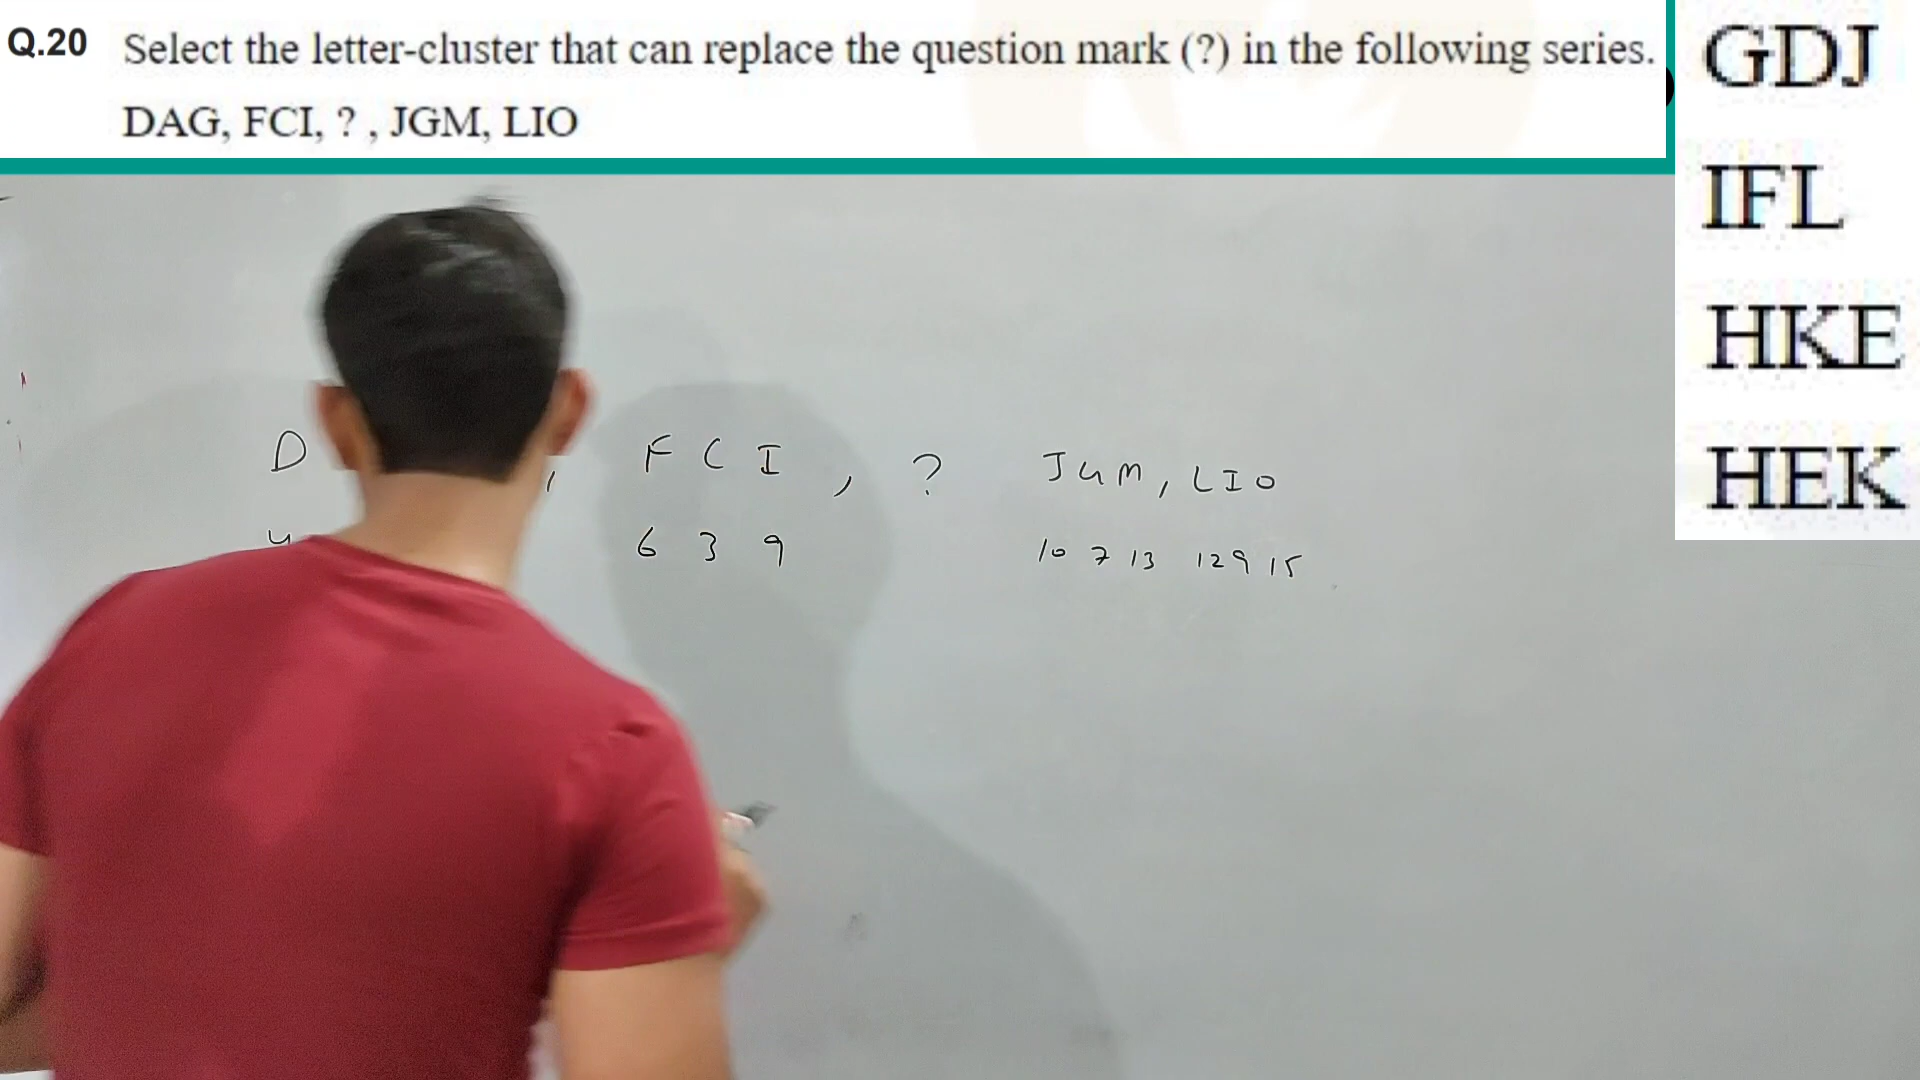 Q.20 Select the letter-cluster that can replace the question mark (?) in the following series.
DAG, FCI, ? , JGM, LIO
GDJ
IFL
HKE
HEK
D , F C I , ? JGM, LIO
4 6 3 9 10 7 13 12 9 15